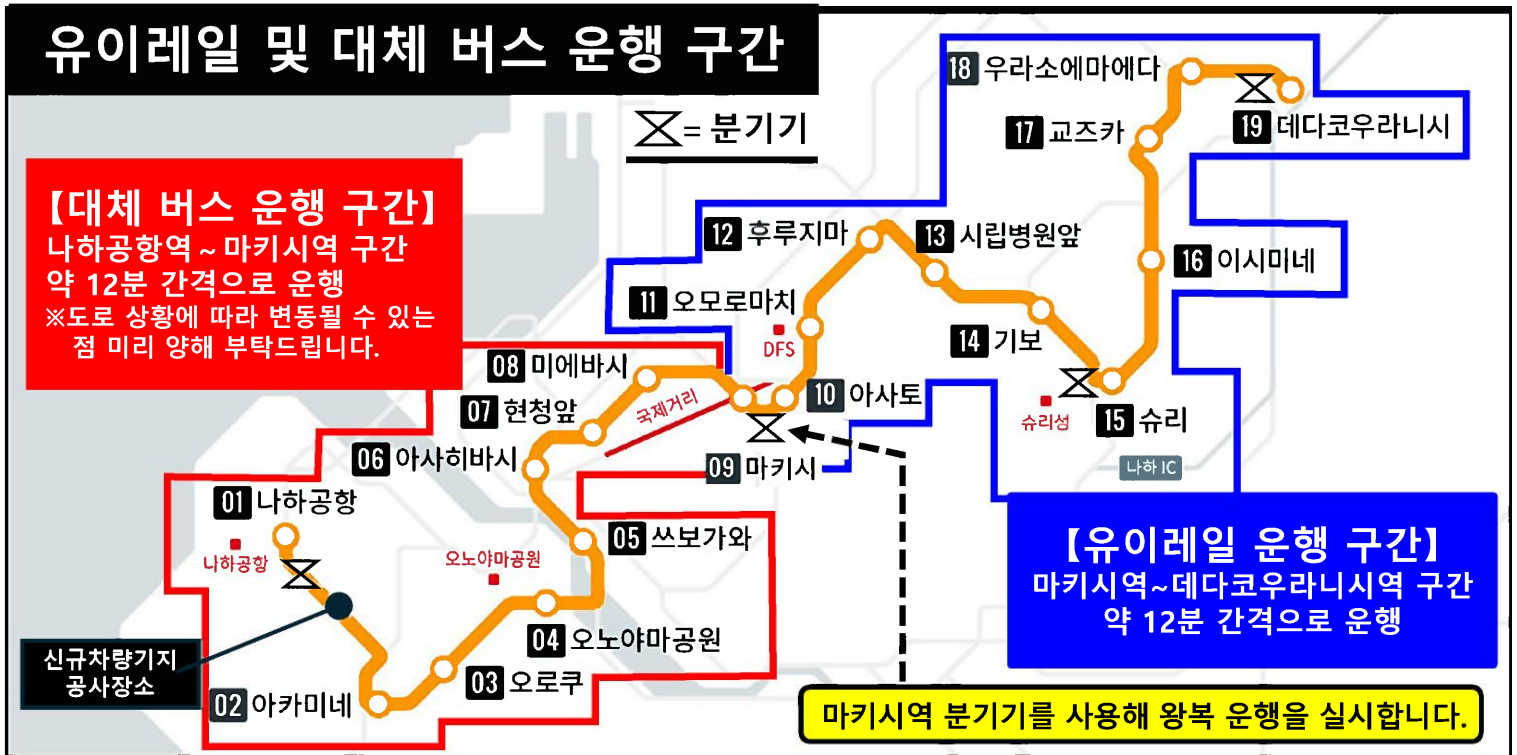 유이레일 및 대체 버스 운행 구간
= 분기기
【대체 버스 운행 구간】
나하공항역 ~ 마키시역 구간
약 12분 간격으로 운행
※도로 상황에 따라 변동될 수 있는
점 미리 양해 부탁드립니다.
18 우라소에마에다
19 데다코우라니시
17 교즈카
16 이시미네
12 후루지마
13 시립병원앞
11 오모로마치
DFS
14 기보
15 슈리
슈리성
나하 IC
08 미에바시
07 현청앞
국제거리
10 아사토
09 마키시
06 아사히바시
01 나하공항
나하공항
05 쓰보가와
오노야마공원
04 오노야마공원
03 오로쿠
02 아카미네
신규차량기지
공사장소
【유이레일 운행 구간】
마키시역~데다코우라니시역 구간
약 12분 간격으로 운행
마키시역 분기기를 사용해 왕복 운행을 실시합니다.